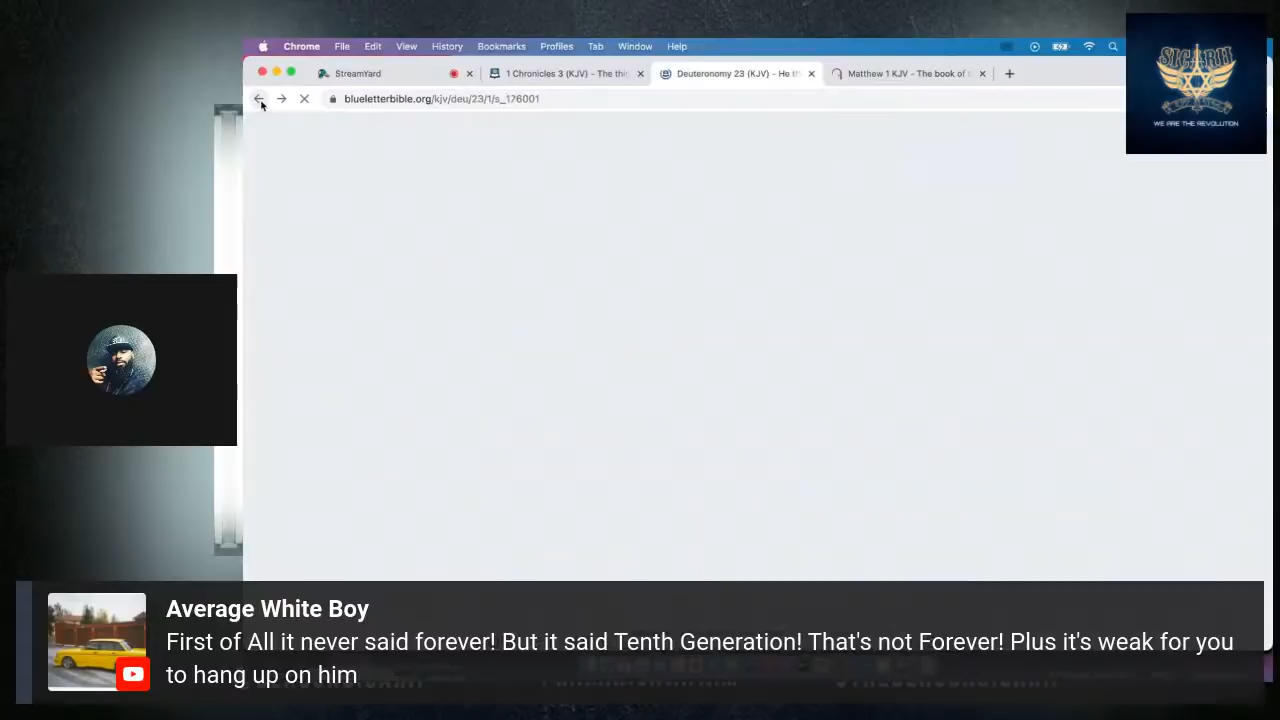 Chrome File Edit View History Bookmarks Profiles Tab Window Help
StreamYard
1 Chronicles 3 (KJV) - The thi
Deuteronomy 23 (KJV) - He th
Matthew 1 KJV - The book of t
blueletterbible.org/kjv/deu/23/1/s_176001
SICARII
WE ARE THE REVOLUTION
Average White Boy
First of All it never said forever! But it said Tenth Generation! That's not Forever! Plus it's weak for you
to hang up on him